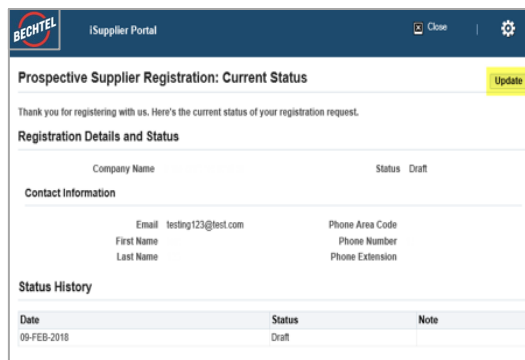 BECHTEL iSupplier Portal Close
Prospective Supplier Registration: Current Status Update
Thank you for registering with us. Here's the current status of your registration request.
Registration Details and Status
Company Name Status Draft
Contact Information
Email testing123@test.com Phone Area Code
First Name Phone Number
Last Name Phone Extension
Status History
Date Status Note
09-FEB-2018 Draft